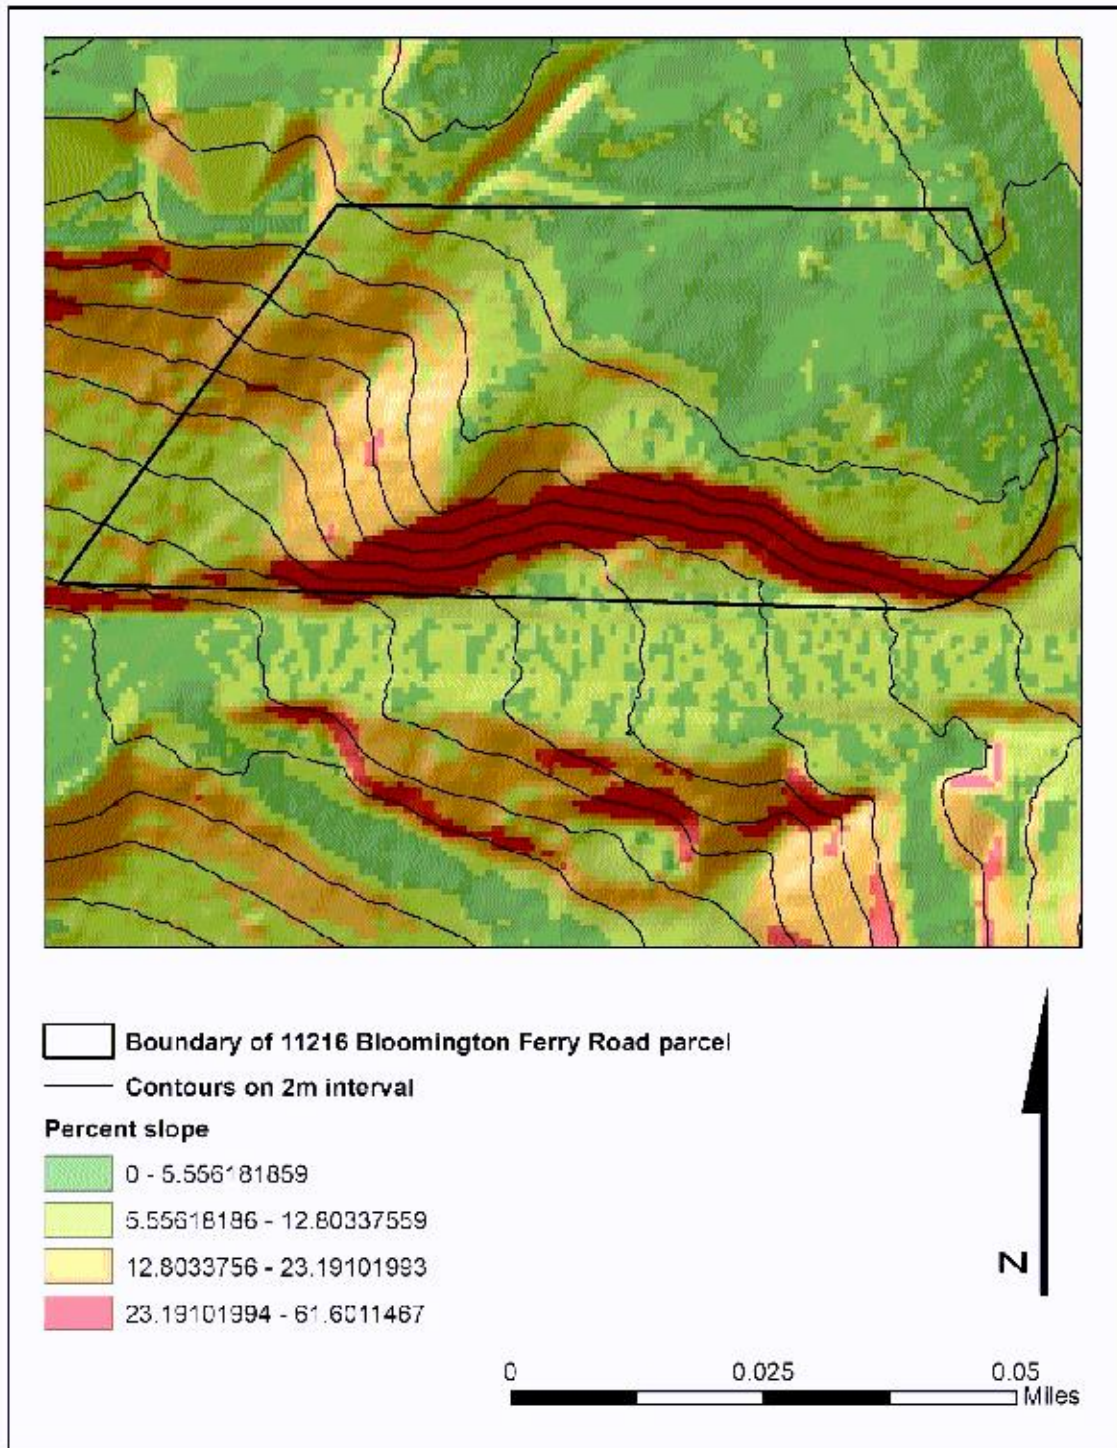 Boundary of 11216 Bloomington Ferry Road parcel
Contours on 2m interval
Percent slope
0 - 5.556181859
5.55618186 - 12.80337559
12.8033756 - 23.19101993
23.19101994 - 61.6011467
N
0 0.025 0.05
Miles